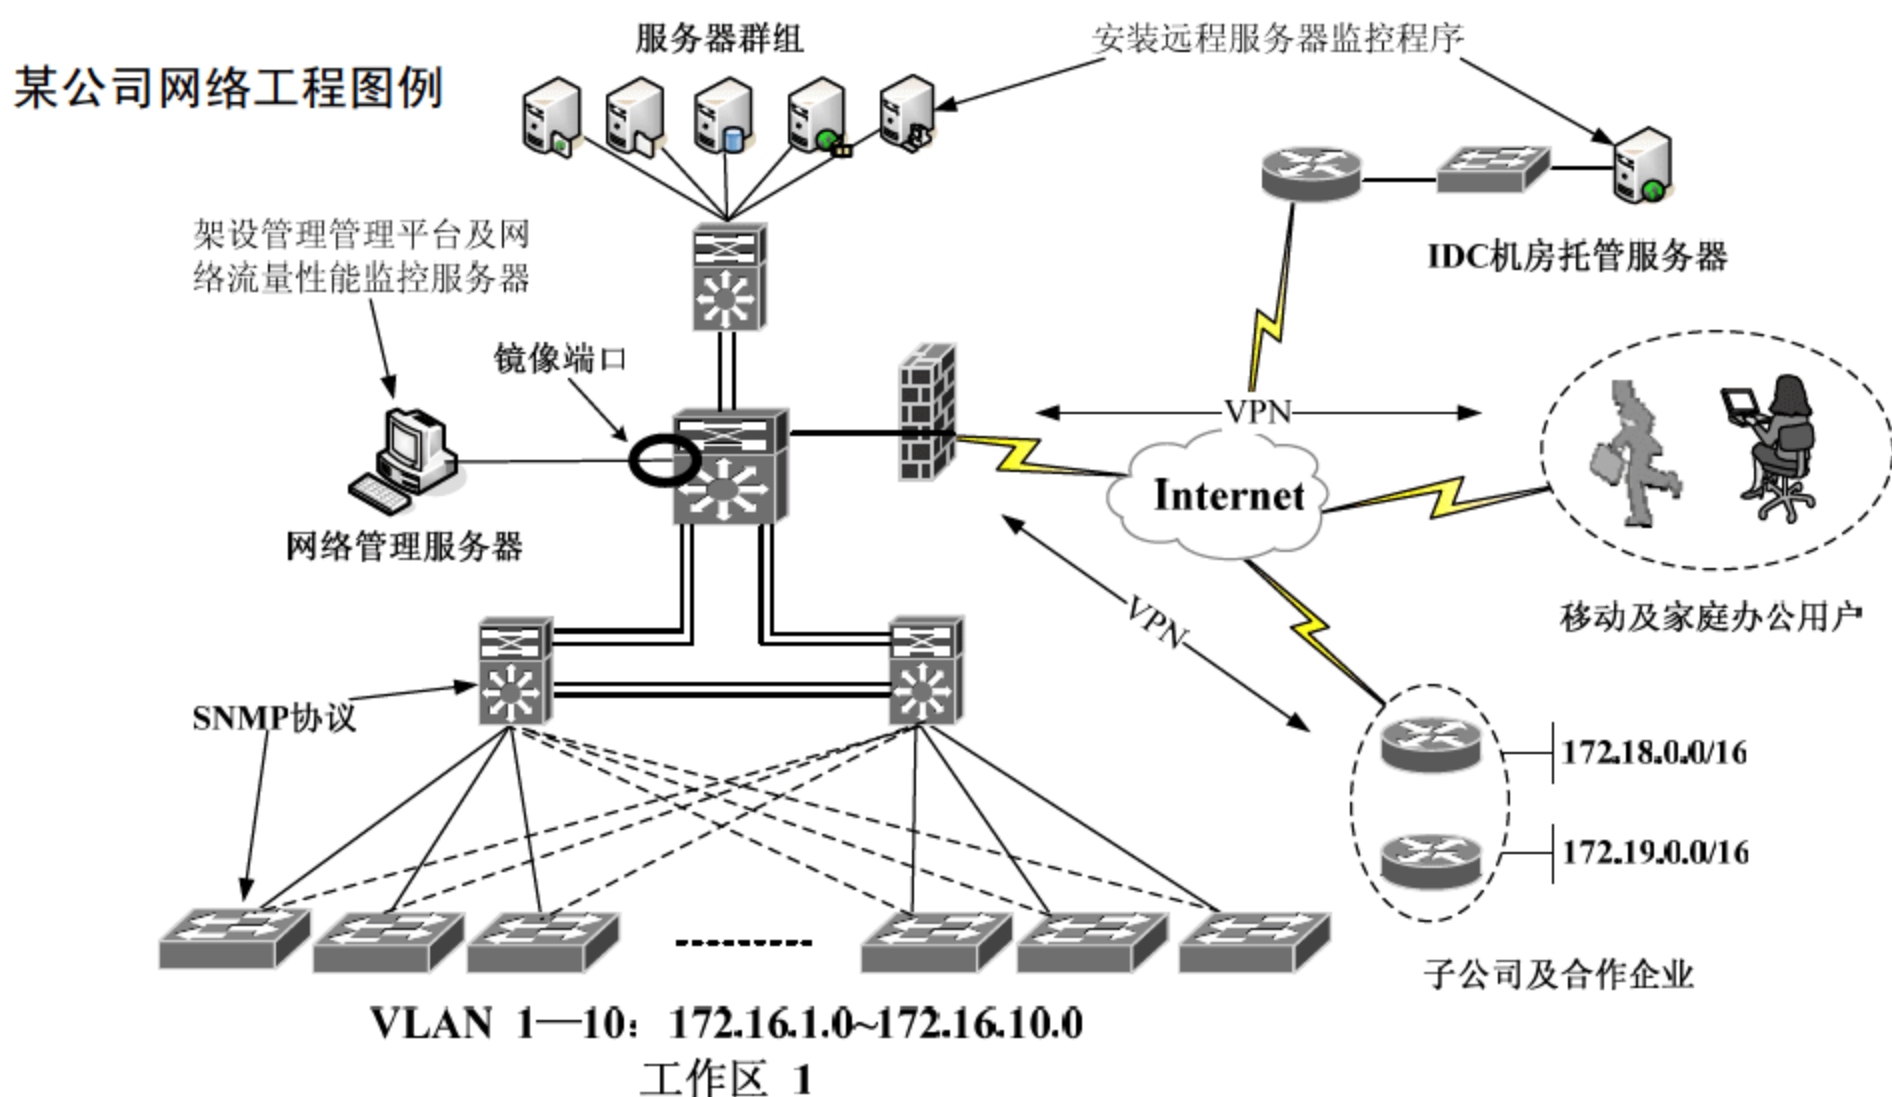 某公司网络工程图例
服务器群组
安装远程服务器监控程序
架设管理管理平台及网
络流量性能监控服务器
IDC机房托管服务器
镜像端口
VPN
Internet
网络管理服务器
移动及家庭办公用户
VPN
SNMP协议
172.18.0.0/16
172.19.0.0/16
子公司及合作企业
VLAN 1—10: 172.16.1.0~172.16.10.0
工作区 1